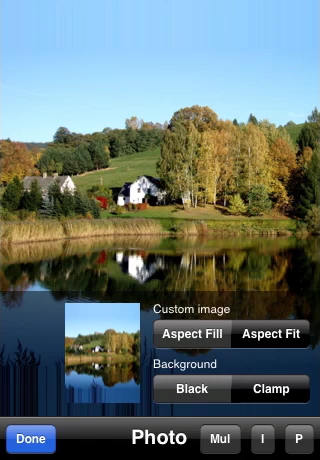 Custom image
Aspect Fill Aspect Fit
Background
Black Clamp
Done Photo Mul I P